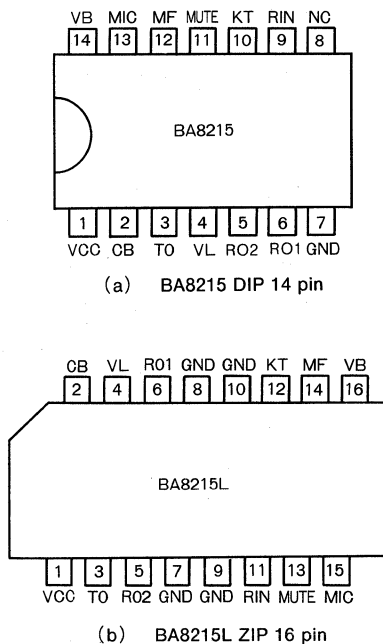 VB MIC MF MUTE KT RIN NC
14 13 12 11 10 9 8
BA8215
1 2 3 4 5 6 7
VCC CB TO VL RO2 RO1 GND
(a) BA8215 DIP 14 pin
CB VL RO1 GND GND KT MF VB
2 4 6 8 10 12 14 16
BA8215L
1 3 5 7 9 11 13 15
VCC TO RO2 GND GND RIN MUTE MIC
(b) BA8215L ZIP 16 pin